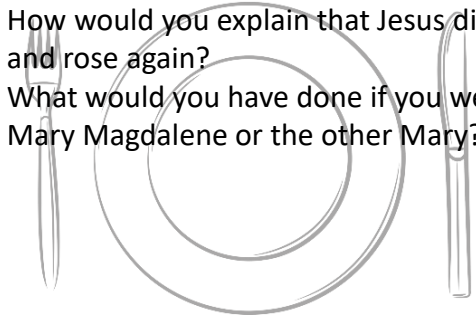 How would you explain that Jesus di
and rose again?
What would you have done if you we
Mary Magdalene or the other Mary?